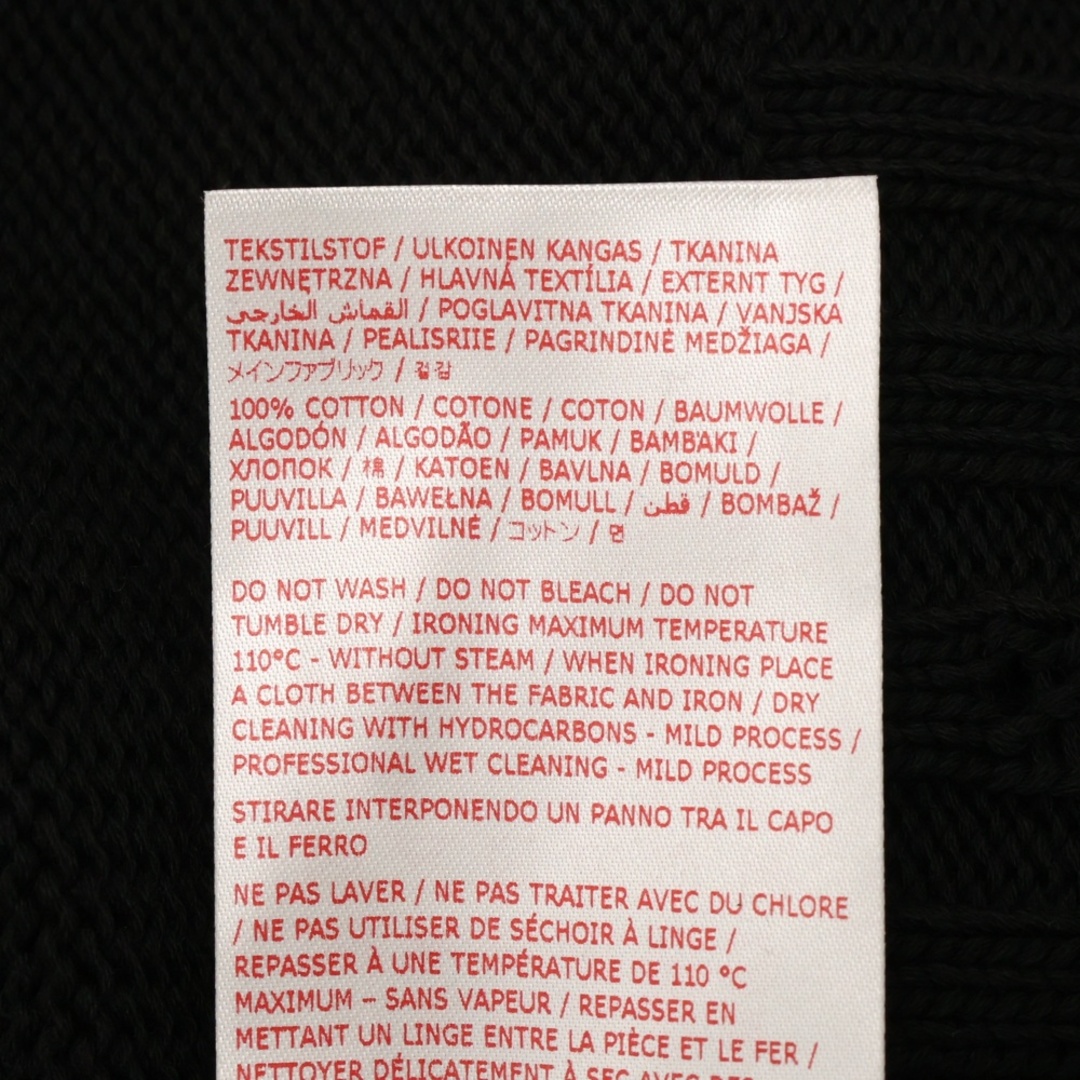 TEKSTILSTOF / ULKOINEN KANGAS / TKANINA
ZEWNĘTRZNA / HLAVNÁ TEXTÍLIA / EXTERNT TYG /
القماش الخارجي / POGLAVITNA TKANINA / VANJSKA
TKANINA / PEALISRIIE / PAGRINDINĖ MEDŽIAGA /
メインファブリック / 겉감
100% COTTON / COTONE / COTON / BAUMWOLLE /
ALGODÓN / ALGODÃO / PAMUK / BAMB'AKI /
ХЛОПОК / 棉 / KATOEN / BAVLNA / BOMULD /
PUUVILLA / BAWEŁNA / BOMULL / قطن / BOMBAŽ /
PUUVILL / MEDVILNĖ / コットン / 면
DO NOT WASH / DO NOT BLEACH / DO NOT
TUMBLE DRY / IRONING MAXIMUM TEMPERATURE
110°C - WITHOUT STEAM / WHEN IRONING PLACE
A CLOTH BETWEEN THE FABRIC AND IRON / DRY
CLEANING WITH HYDROCARBONS - MILD PROCESS /
PROFESSIONAL WET CLEANING - MILD PROCESS
STIRARE INTERPONENDO UN PANNO TRA IL CAPO
E IL FERRO
NE PAS LAVER / NE PAS TRAITER AVEC DU CHLORE
/ NE PAS UTILISER DE SÉCHOIR À LINGE /
REPASSER À UNE TEMPÉRATURE DE 110 °C
MAXIMUM – SANS VAPEUR / REPASSER EN
METTANT UN LINGE ENTRE LA PIÈCE ET LE FER /
NETTOYER DÉLICATEMENT À SEC AVEC DES